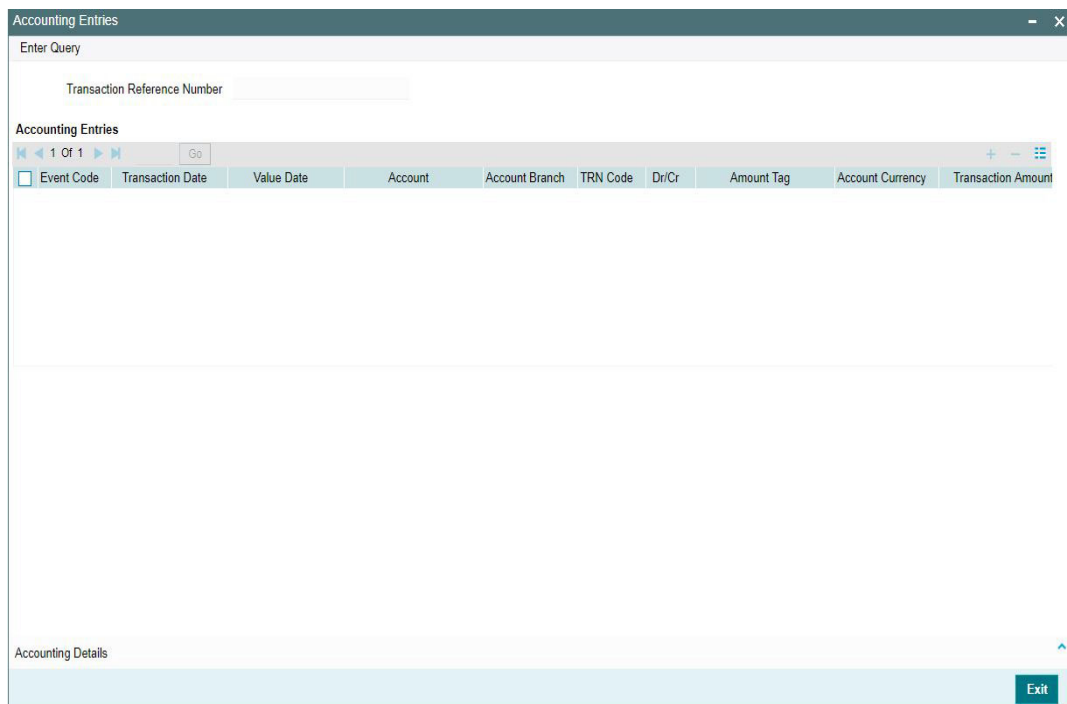 Accounting Entries
Enter Query
Transaction Reference Number
Accounting Entries
1 Of 1 Go
Event Code Transaction Date Value Date Account Account Branch TRN Code Dr/Cr Amount Tag Account Currency Transaction Amount
Accounting Details
Exit